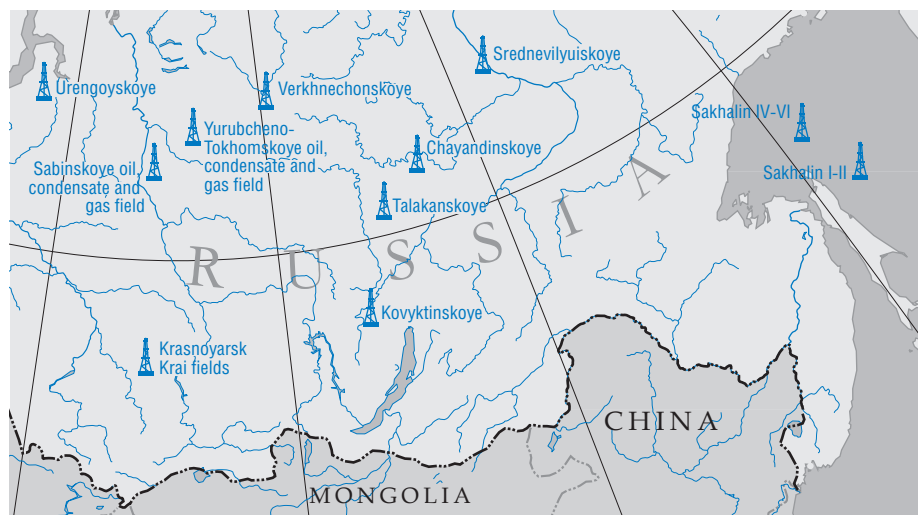 Srednevilyuiskoye
Urengoyskoye
Verkhnechonskoye
Sakhalin IV-VI
Yurubcheno-
Tokhomskoye oil,
condensate and
gas field
Chayandinskoye
Sabinskoye oil,
condensate and
gas field
Sakhalin I-II
Talakanskoye
RUSSIA
Kovyktinskoye
Krasnoyarsk
Krai fields
CHINA
MONGOLIA